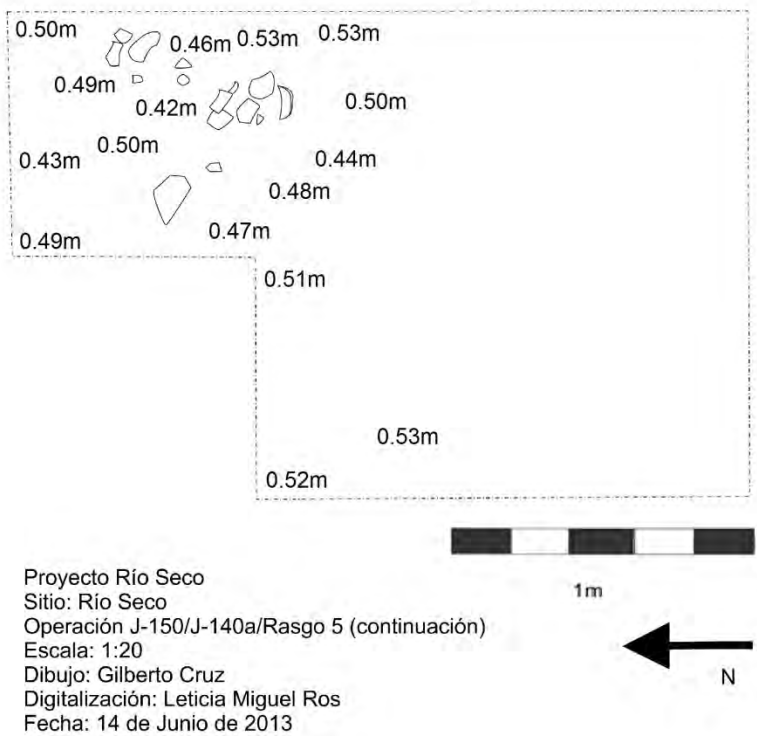 0.50m 0.46m 0.53m 0.53m
0.49m 0.42m 0.50m
0.50m
0.43m 0.44m
0.48m
0.49m 0.47m
0.51m
0.53m
0.52m
1m
N
Proyecto Río Seco
Sitio: Río Seco
Operación J-150/J-140a/Rasgo 5 (continuación)
Escala: 1:20
Dibujo: Gilberto Cruz
Digitalización: Leticia Miguel Ros
Fecha: 14 de Junio de 2013